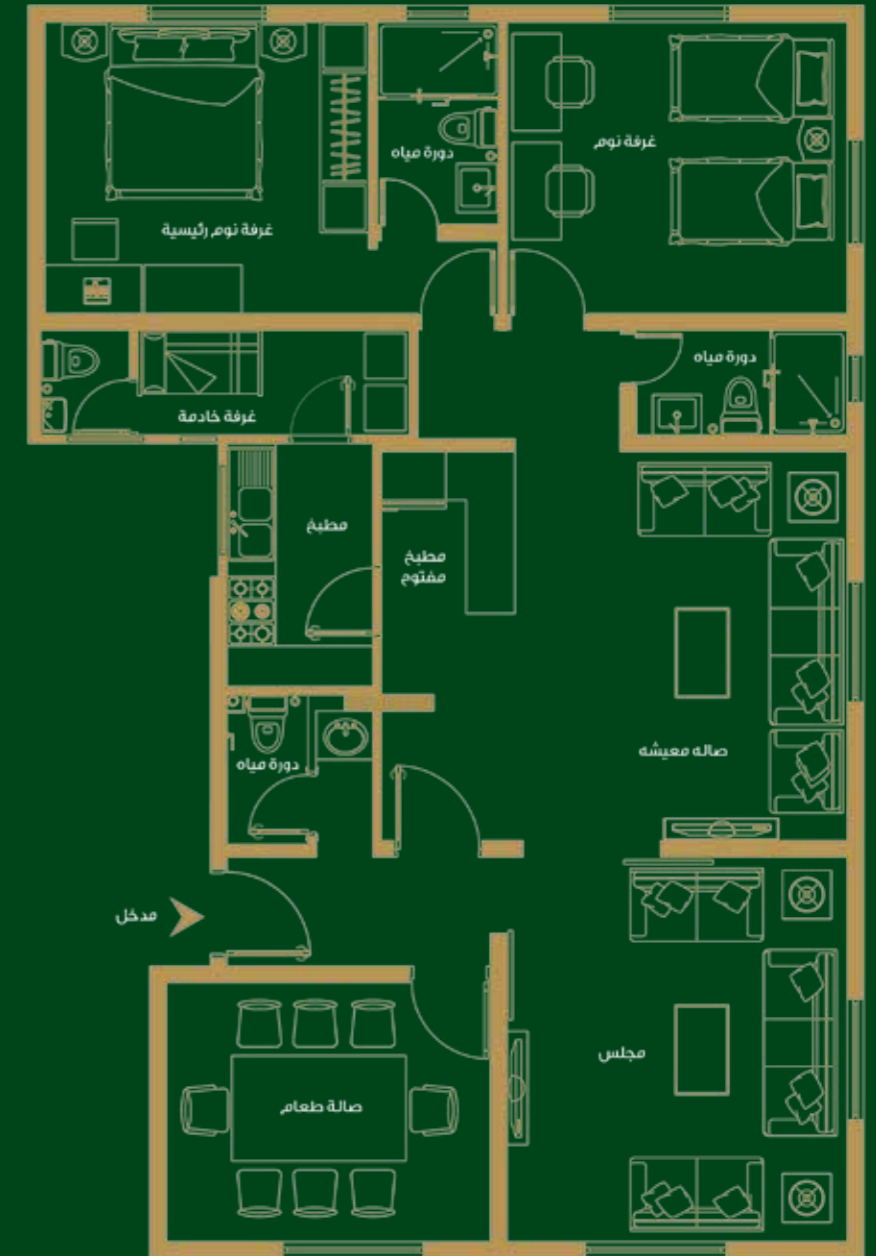 غرفة نوم
دورة مياه
غرفة نوم رئيسية
دورة مياه
غرفة خادمة
مطبخ
مطبخ
مفتوح
صاله معيشه
دورة مياه
مدخل
مجلس
صالة طعام